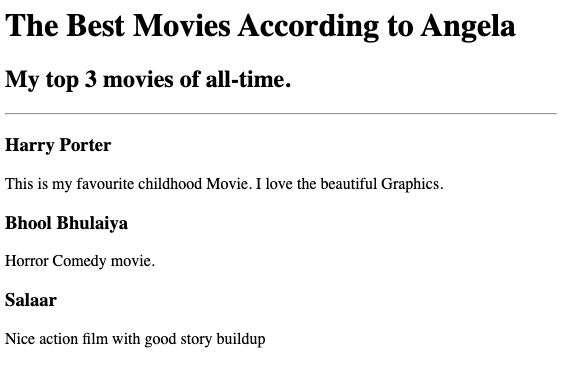 The Best Movies According to Angela
My top 3 movies of all-time.
Harry Porter
This is my favourite childhood Movie. I love the beautiful Graphics.
Bhool Bhulaiya
Horror Comedy movie.
Salaar
Nice action film with good story buildup